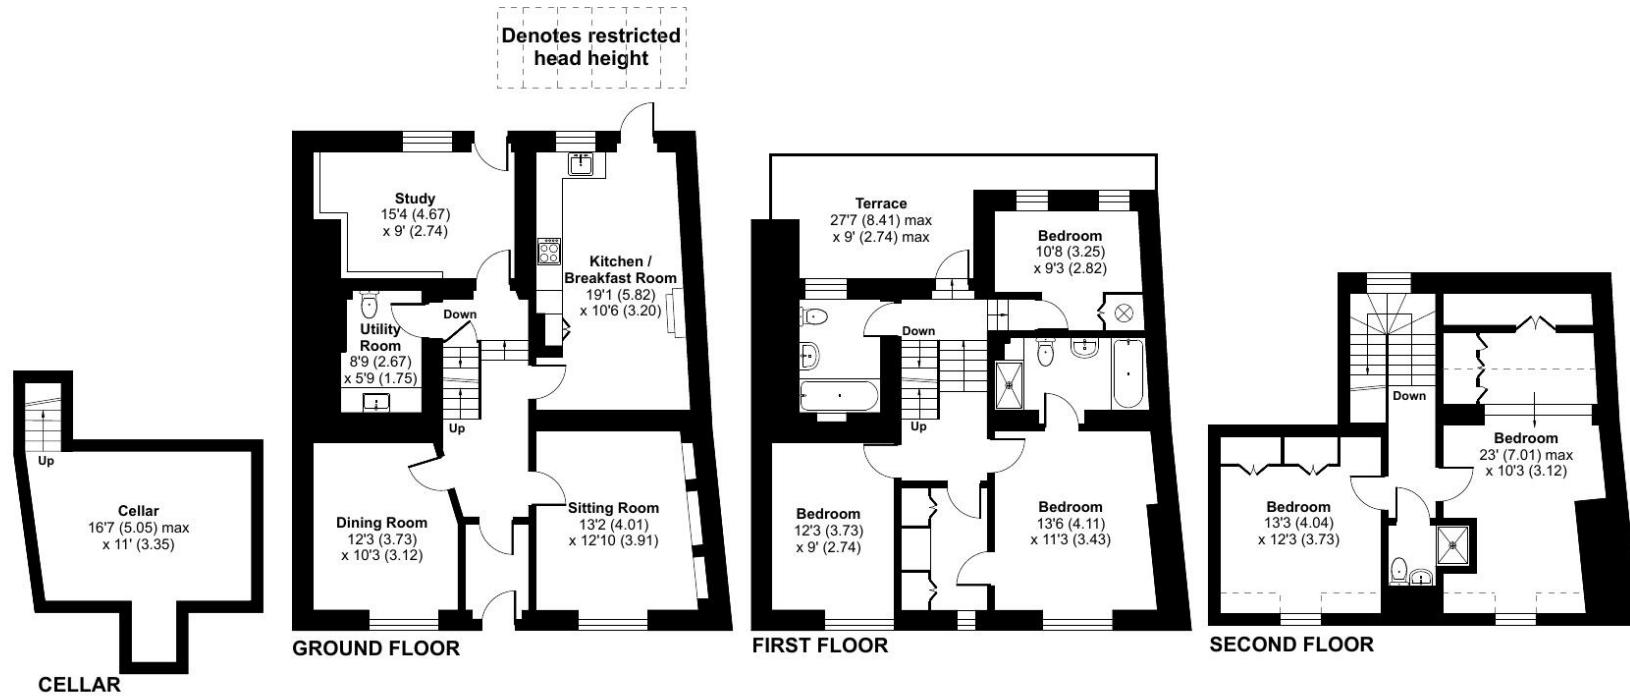 Denotes restricted
head height
Up
Cellar
16'7 (5.05) max
x 11' (3.35)
CELLAR
Study
15'4 (4.67)
x 9' (2.74)
Kitchen /
Breakfast Room
19'1 (5.82)
x 10'6 (3.20)
Utility
Room
8'9 (2.67)
x 5'9 (1.75)
Down
Up
Dining Room
12'3 (3.73)
x 10'3 (3.12)
Sitting Room
13'2 (4.01)
x 12'10 (3.91)
GROUND FLOOR
Terrace
27'7 (8.41) max
x 9' (2.74) max
Bedroom
10'8 (3.25)
x 9'3 (2.82)
Down
Up
Bedroom
12'3 (3.73)
x 9' (2.74)
Bedroom
13'6 (4.11)
x 11'3 (3.43)
FIRST FLOOR
Down
Bedroom
23' (7.01) max
x 10'3 (3.12)
Bedroom
13'3 (4.04)
x 12'3 (3.73)
SECOND FLOOR